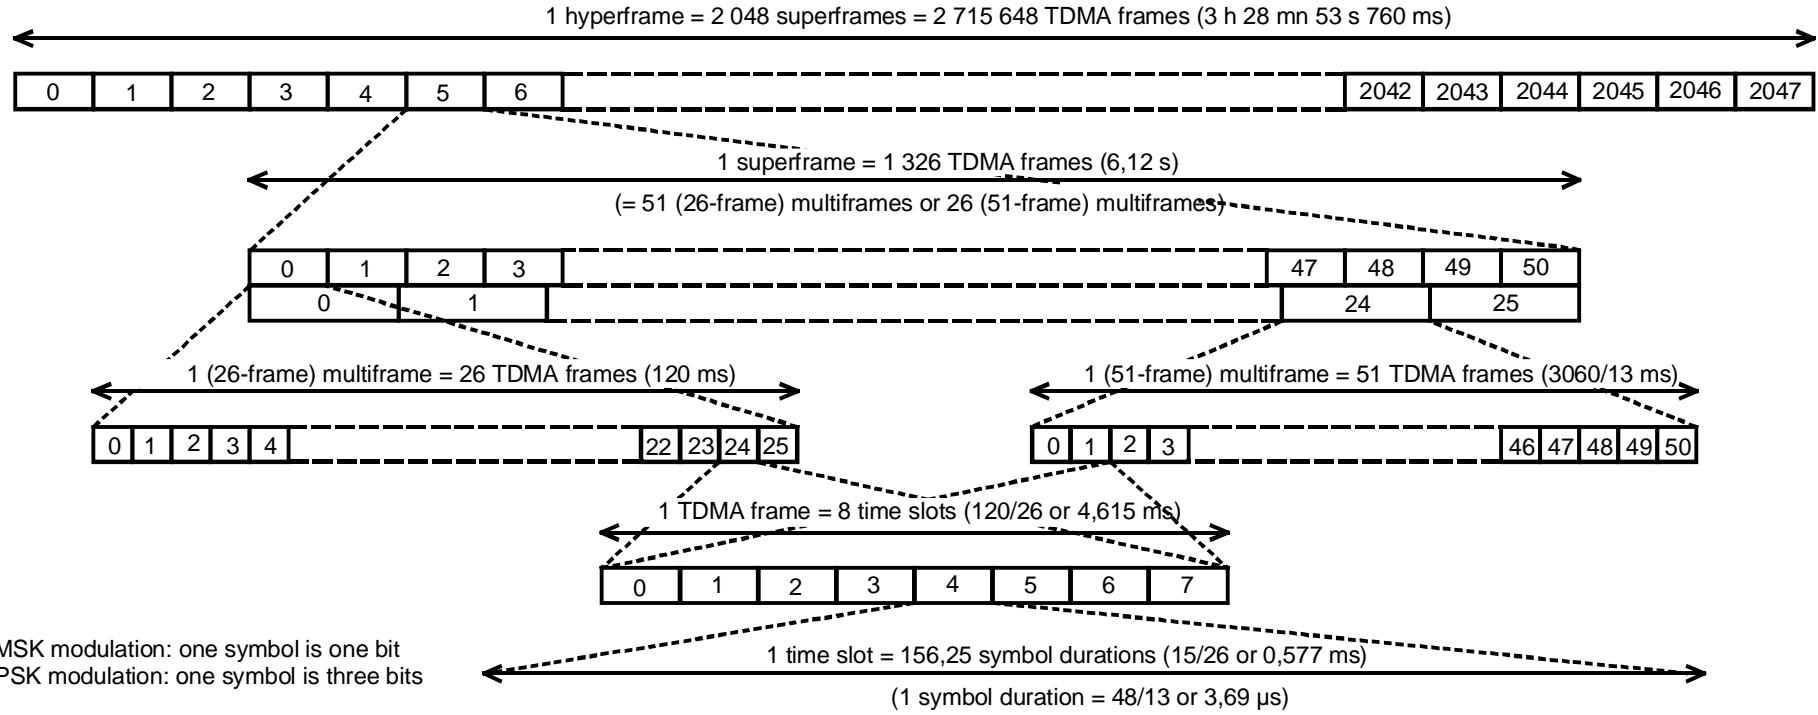 1 hyperframe = 2 048 superframes = 2 715 648 TDMA frames (3 h 28 mn 53 s 760 ms)
0 1 2 3 4 5 6 2042 2043 2044 2045 2046 2047
1 superframe = 1 326 TDMA frames (6,12 s)
(= 51 (26-frame) multiframes or 26 (51-frame) multiframes)
0 1 2 3 47 48 49 50
0 1 24 25
1 (26-frame) multiframe = 26 TDMA frames (120 ms) 1 (51-frame) multiframe = 51 TDMA frames (3060/13 ms)
0 1 2 3 4 22 23 24 25 0 1 2 3 46 47 48 49 50
1 TDMA frame = 8 time slots (120/26 or 4,615 ms)
0 1 2 3 4 5 6 7
MSK modulation: one symbol is one bit
PSK modulation: one symbol is three bits
1 time slot = 156,25 symbol durations (15/26 or 0,577 ms)
(1 symbol duration = 48/13 or 3,69 µs)